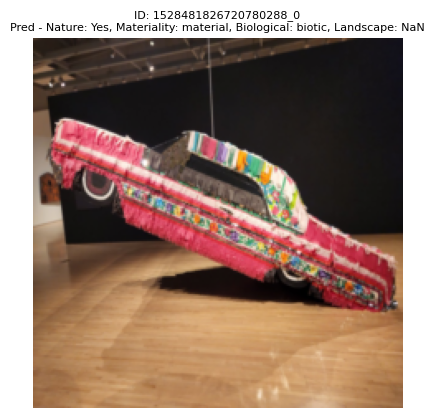 ID: 1528481826720780288_0
Pred - Nature: Yes, Materiality: material, Biological: biotic, Landscape: NaN